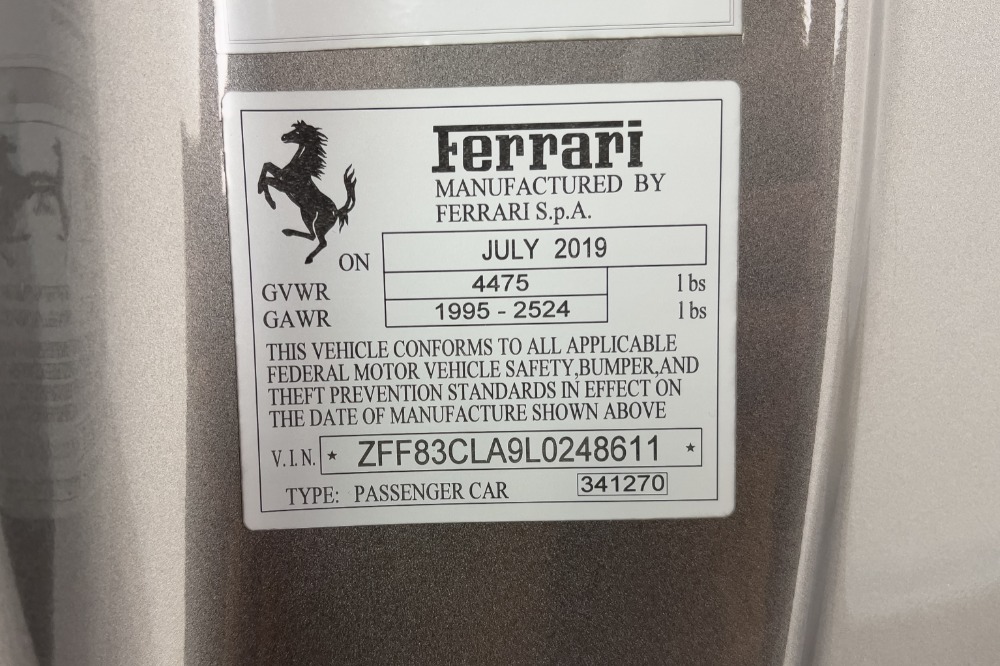 Ferrari
MANUFACTURED BY
FERRARI S.p.A.
ON JULY 2019
GVWR 4475 lbs
GAWR 1995 - 2524 lbs
THIS VEHICLE CONFORMS TO ALL APPLICABLE
FEDERAL MOTOR VEHICLE SAFETY,BUMPER,AND
THEFT PREVENTION STANDARDS IN EFFECT ON
THE DATE OF MANUFACTURE SHOWN ABOVE
V.I.N. ★ ZFF83CLA9L0248611 ★
TYPE: PASSENGER CAR 341270